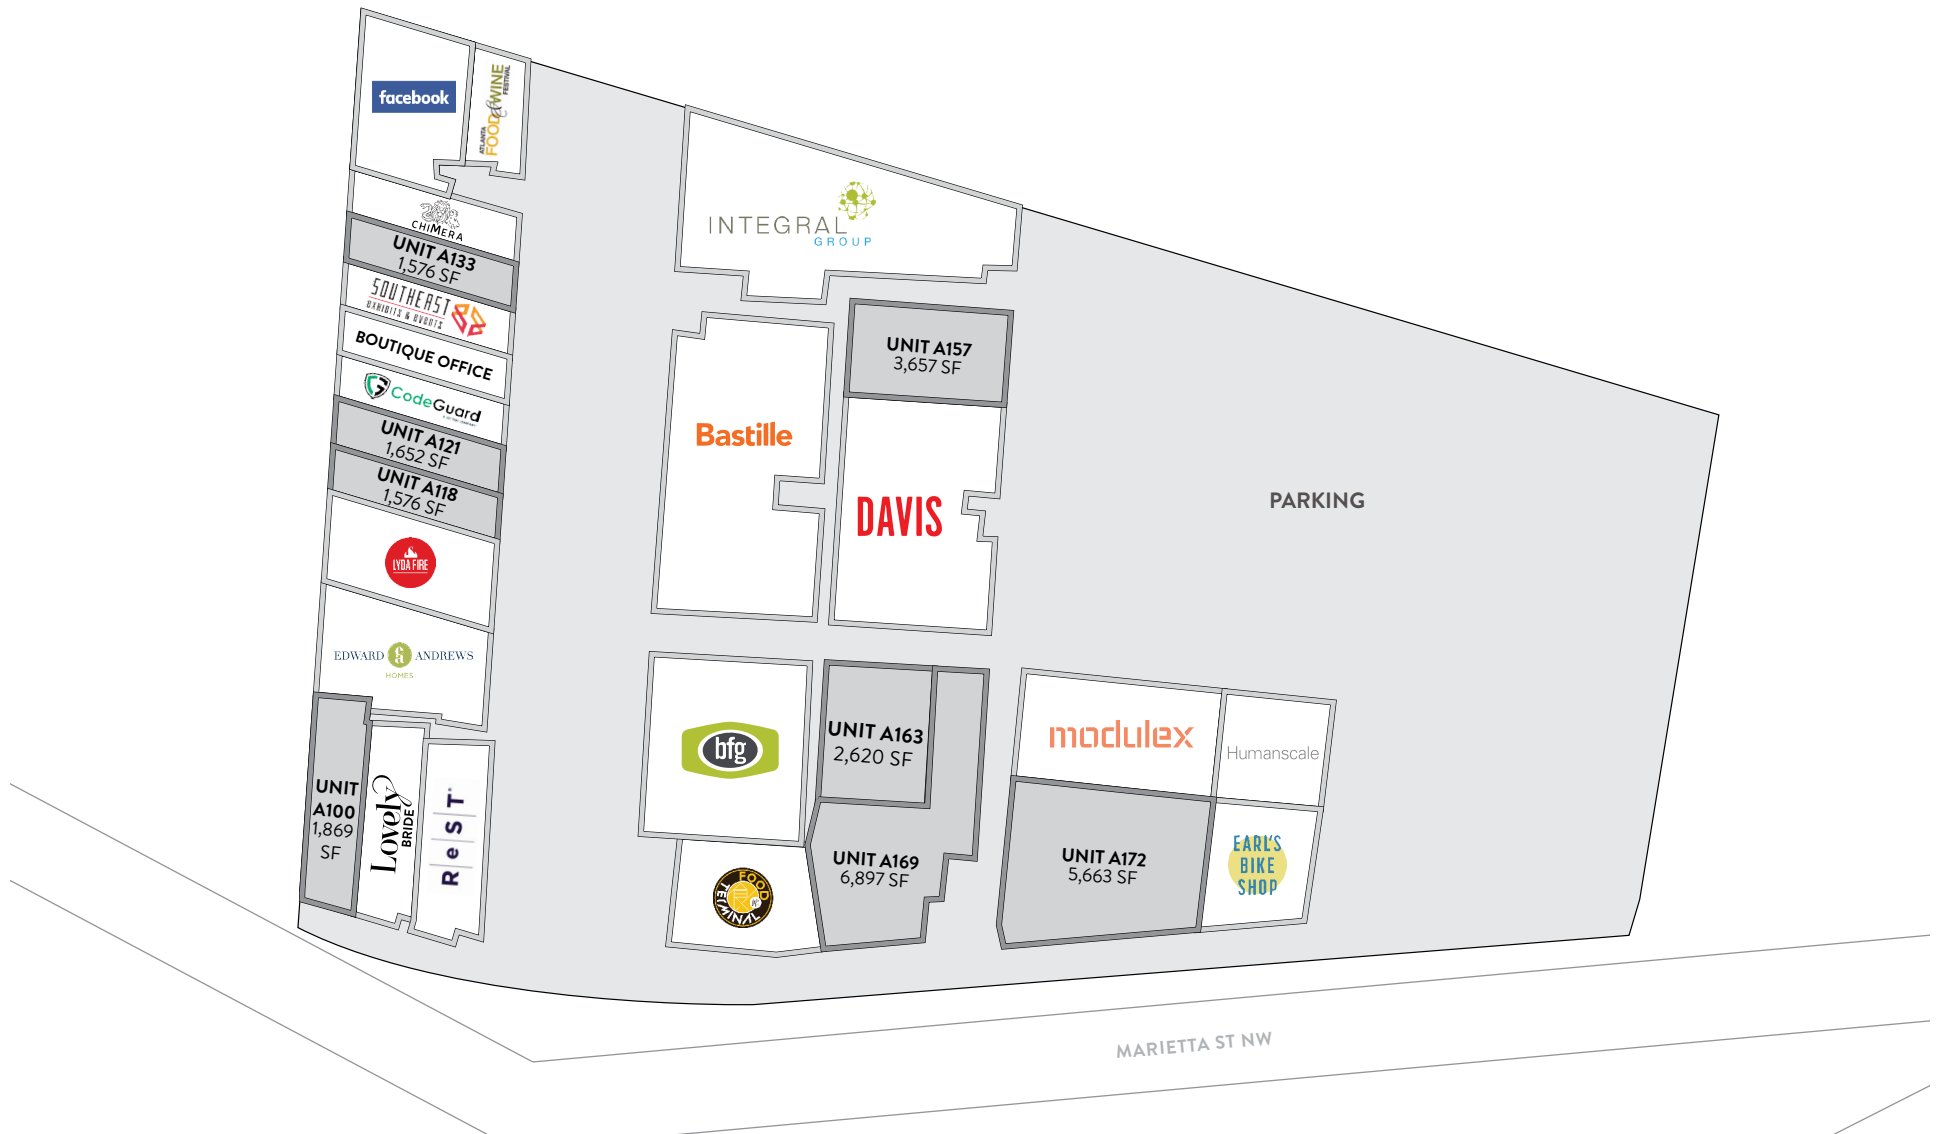 facebook
ATLANTA
FOOD & WINE
FESTIVAL
CHIMERA
UNIT A133
1,576 SF
SOUTHEAST
EXHIBITS & EVENTS
BOUTIQUE OFFICE
CodeGuard
UNIT A121
1,652 SF
UNIT A118
1,576 SF
LYDA FIRE
EDWARD ea ANDREWS
HOMES
UNIT
A100
1,869
SF
Lovely
BRIDE
ReST
INTEGRAL
GROUP
Bastille
UNIT A157
3,657 SF
DAVIS
PARKING
bfg
UNIT A163
2,620 SF
FOOD
TERMINAL
UNIT A169
6,897 SF
modulex
Humanscale
UNIT A172
5,663 SF
EARL'S
BIKE
SHOP
MARIETTA ST NW